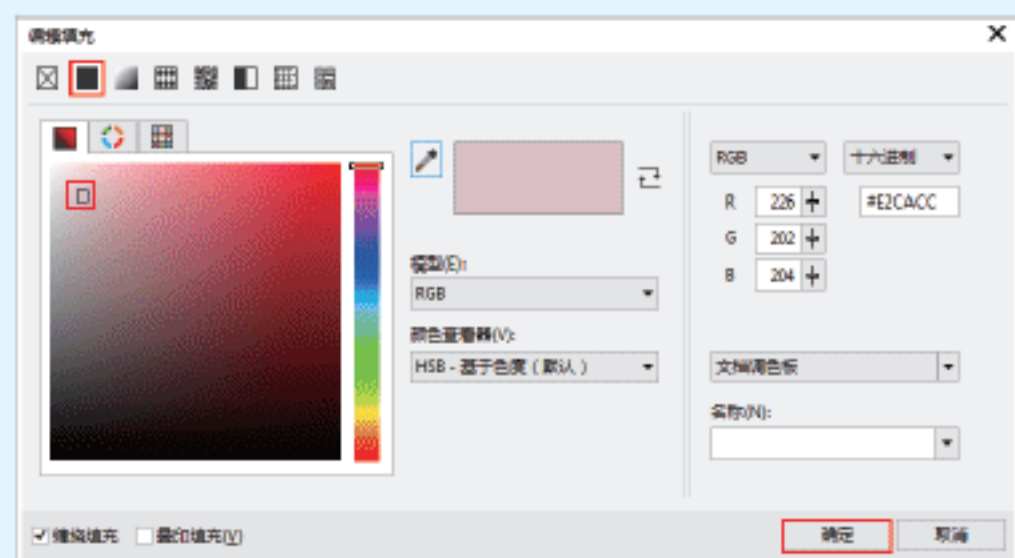 编辑填充
RGB
十六进制
R 226
#E2CACC
G 202
B 204
模型(E):
RGB
颜色查看器(V):
HSB - 基于色度（默认）
文档调色板
名称(N):
缠绕填充
叠印填充(V)
确定
取消